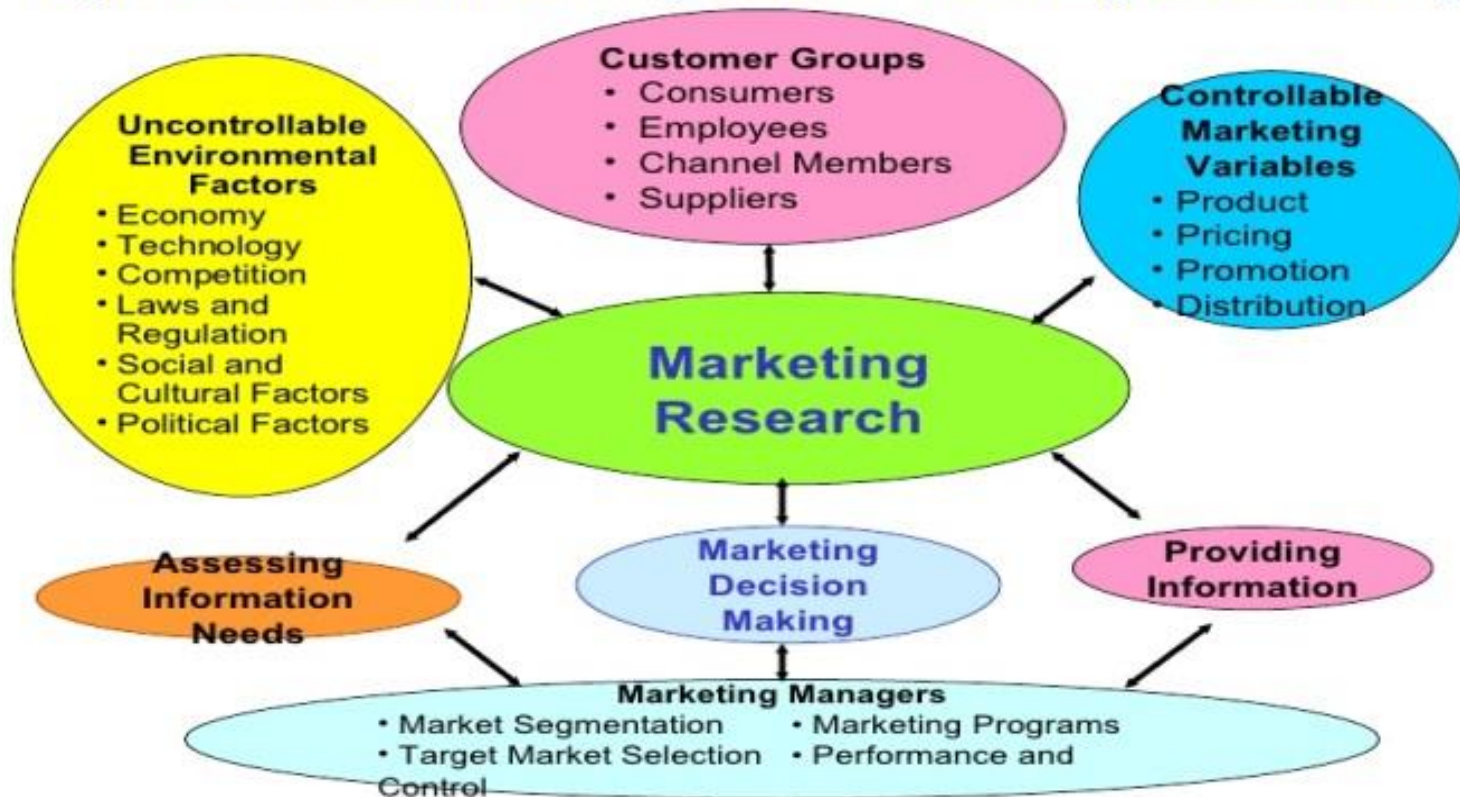 Customer Groups
• Consumers
• Employees
• Channel Members
• Suppliers
Uncontrollable
Environmental
Factors
• Economy
• Technology
• Competition
• Laws and
Regulation
• Social and
Cultural Factors
• Political Factors
Controllable
Marketing
Variables
• Product
• Pricing
• Promotion
• Distribution
Marketing
Research
Assessing
Information
Needs
Marketing
Decision
Making
Providing
Information
Marketing Managers
• Market Segmentation • Marketing Programs
• Target Market Selection • Performance and
Control